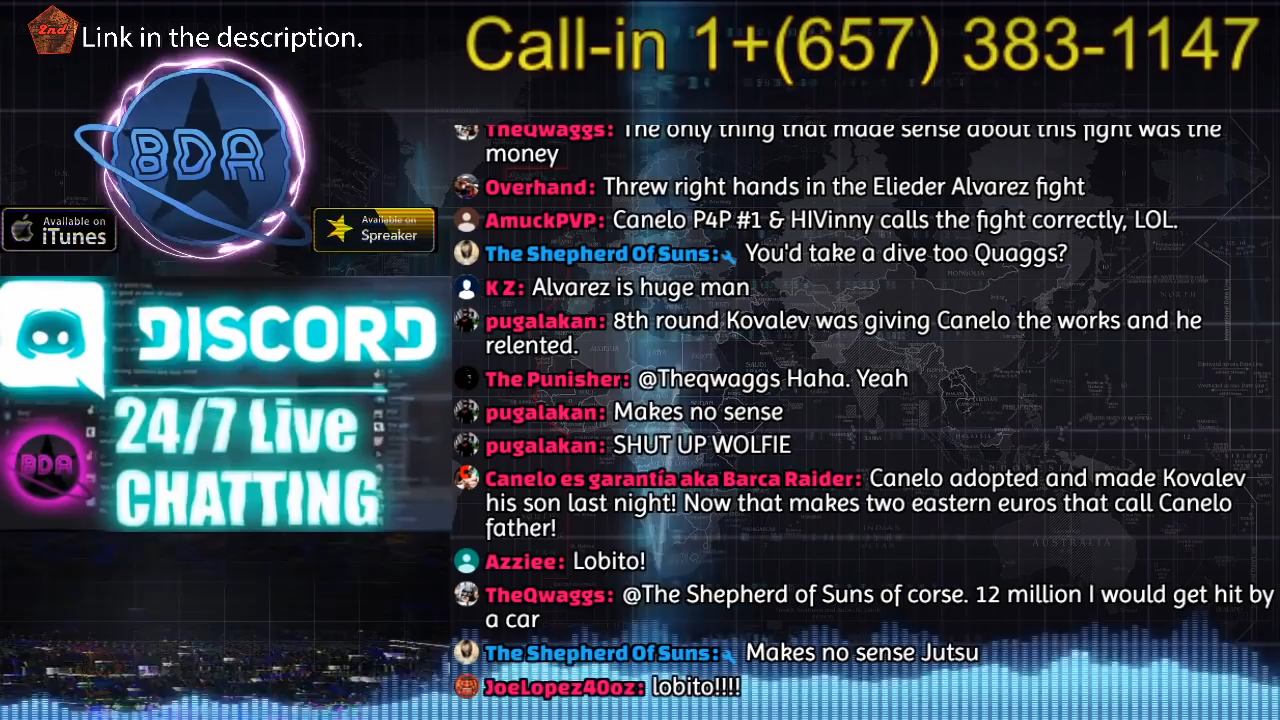 2nd
Link in the description.
Call-in 1+(657) 383-1147
BDA
Available on
iTunes
Available on
Spreaker
DISCORD
24/7 Live
CHATTING
BDA
TheQwaggs: The only thing that made sense about this fight was the
money
Overhand: Threw right hands in the Elieder Alvarez fight
AmuckPVP: Canelo P4P #1 & HIVinny calls the fight correctly, LOL.
The Shepherd Of Suns: You'd take a dive too Quaggs?
K Z: Alvarez is huge man
pugalakan: 8th round Kovalev was giving Canelo the works and he
relented.
The Punisher: @Theqwaggs Haha. Yeah
pugalakan: Makes no sense
pugalakan: SHUT UP WOLFIE
Canelo es garantía aka Barca Raider: Canelo adopted and made Kovalev
his son last night! Now that makes two eastern euros that call Canelo
father!
Azziee: Lobito!
TheQwaggs: @The Shepherd of Suns of corse. 12 million I would get hit by
a car
The Shepherd Of Suns: Makes no sense Jutsu
JoeLopez40oz: lobito!!!!